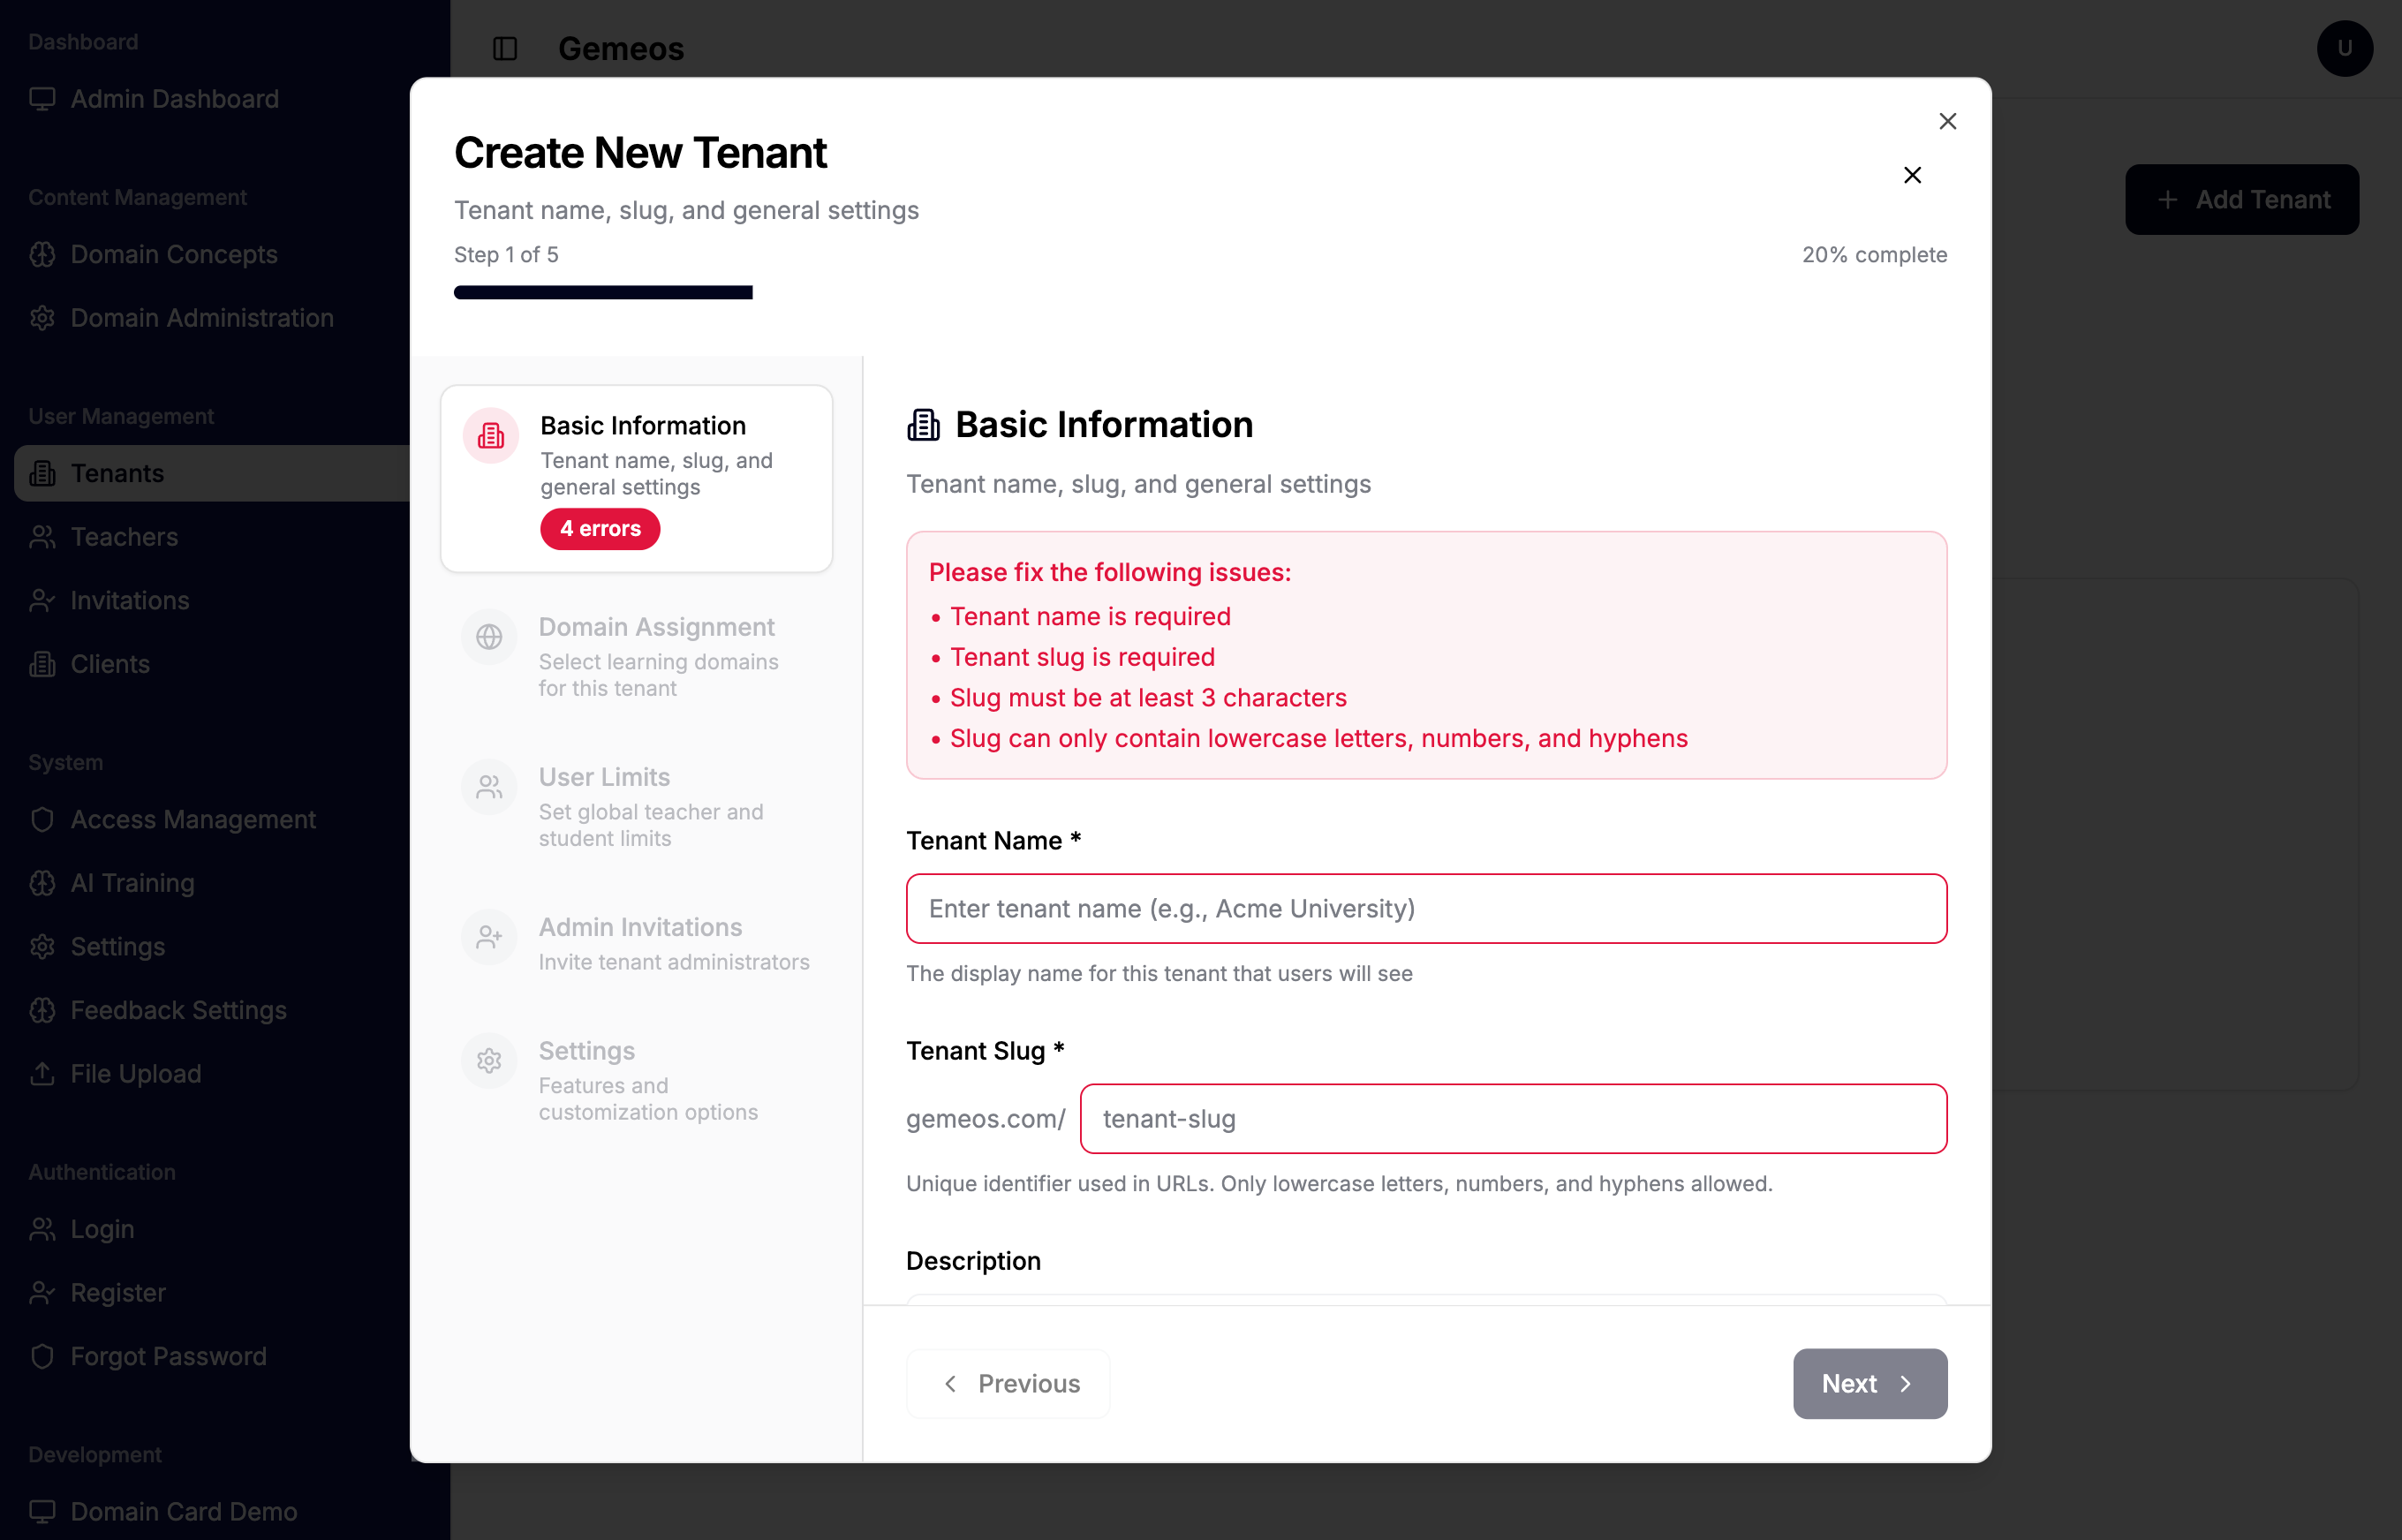 Dashboard
Admin Dashboard
Content Management
Domain Concepts
Domain Administration
User Management
Tenants
Teachers
Invitations
Clients
System
Access Management
AI Training
Settings
Feedback Settings
File Upload
Authentication
Login
Register
Forgot Password
Development
Domain Card Demo
Gemeos
U
+ Add Tenant
Create New Tenant
Tenant name, slug, and general settings
Step 1 of 5
20% complete
Basic Information
Tenant name, slug, and
general settings
4 errors
Domain Assignment
Select learning domains
for this tenant
User Limits
Set global teacher and
student limits
Admin Invitations
Invite tenant administrators
Settings
Features and
customization options
Basic Information
Tenant name, slug, and general settings
Please fix the following issues:
• Tenant name is required
• Tenant slug is required
• Slug must be at least 3 characters
• Slug can only contain lowercase letters, numbers, and hyphens
Tenant Name *
Enter tenant name (e.g., Acme University)
The display name for this tenant that users will see
Tenant Slug *
gemeos.com/ tenant-slug
Unique identifier used in URLs. Only lowercase letters, numbers, and hyphens allowed.
Description
Previous
Next